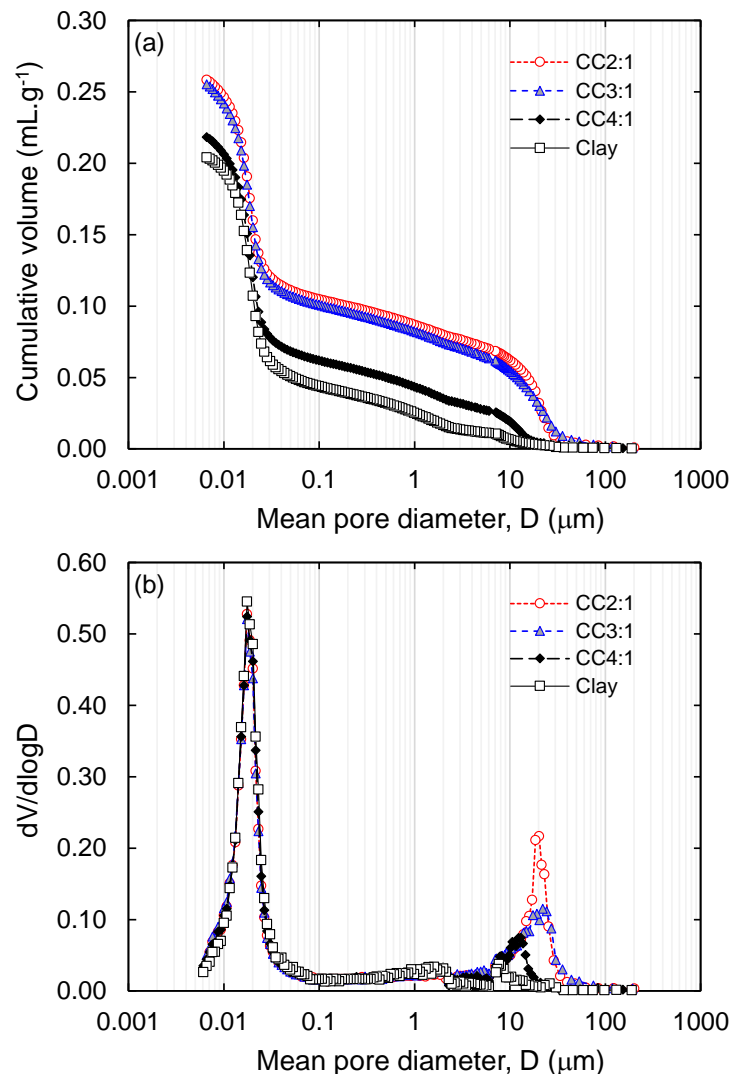 (a)
Cumulative volume (mL.g⁻¹)
0.30
0.25
0.20
0.15
0.10
0.05
0.00
CC2:1
CC3:1
CC4:1
Clay
0.001 0.01 0.1 1 10 100 1000
Mean pore diameter, D (μm)
(b)
dV/dlogD
0.60
0.50
0.40
0.30
0.20
0.10
0.00
CC2:1
CC3:1
CC4:1
Clay
0.001 0.01 0.1 1 10 100 1000
Mean pore diameter, D (μm)